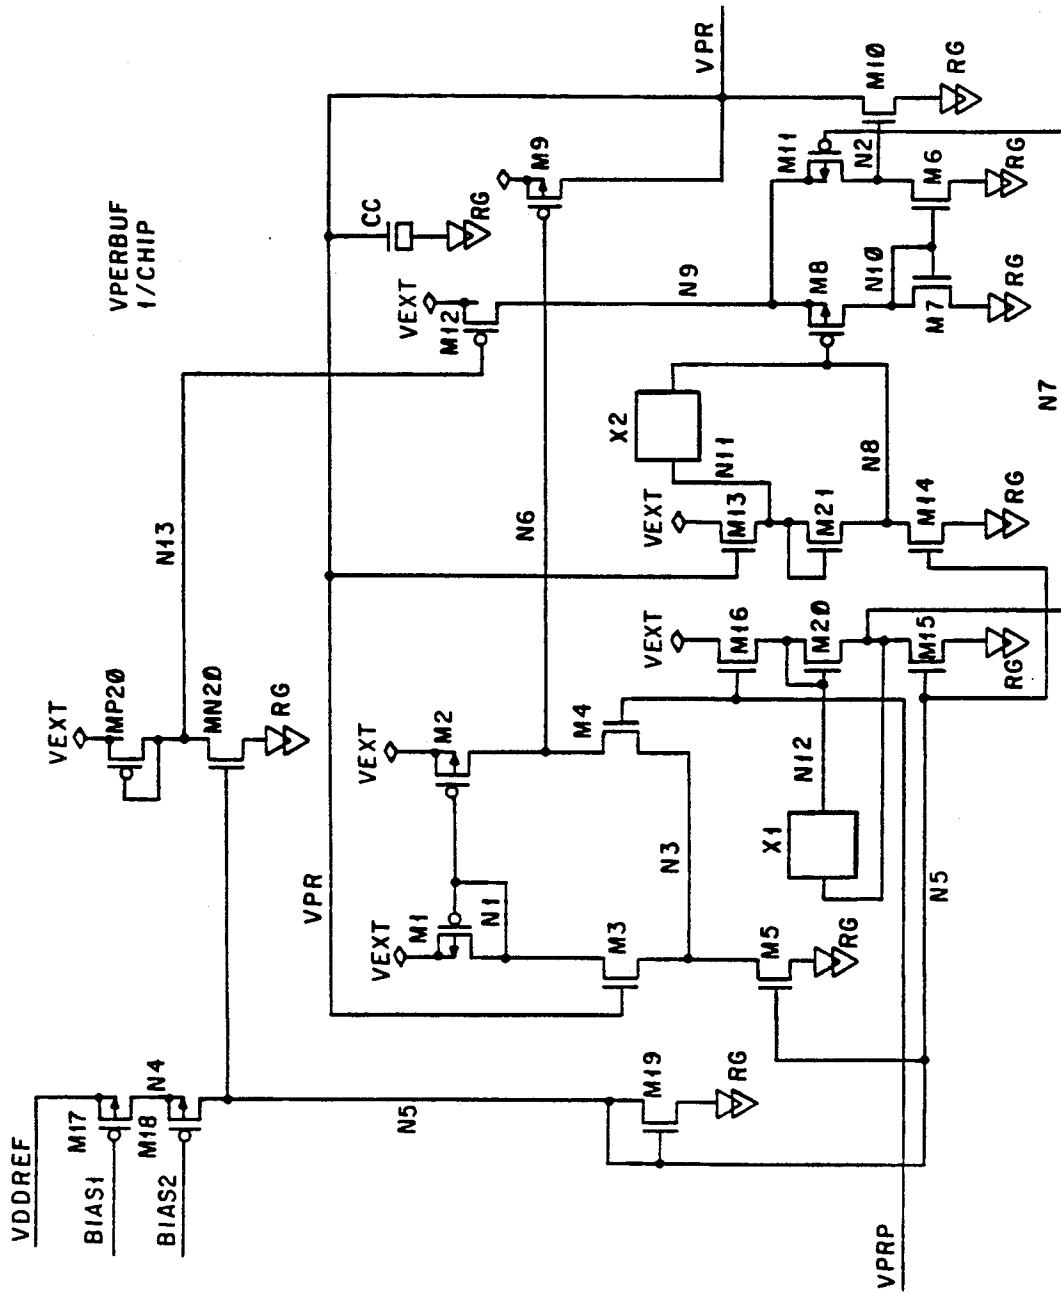 VDDREF
VEXT
M17
BIAS1
MP20
VPERBUF
1/CHIP
N4
M18
BIAS2
N13
MN20
RG
VPR
VEXT
VEXT
VEXT
CC
N5
M1
M2
M12
RG
N1
N6
M9
M3
M4
X2
VEXT
VEXT
M19
N3
N9
VPR
RG
M16
M13
N11
X1
M5
N12
M20
M21
M8
M11
RG
N8
N10
N2
M10
VPRP
N5
M15
M14
M7
M6
RG
RG
RG
RG
RG
N7